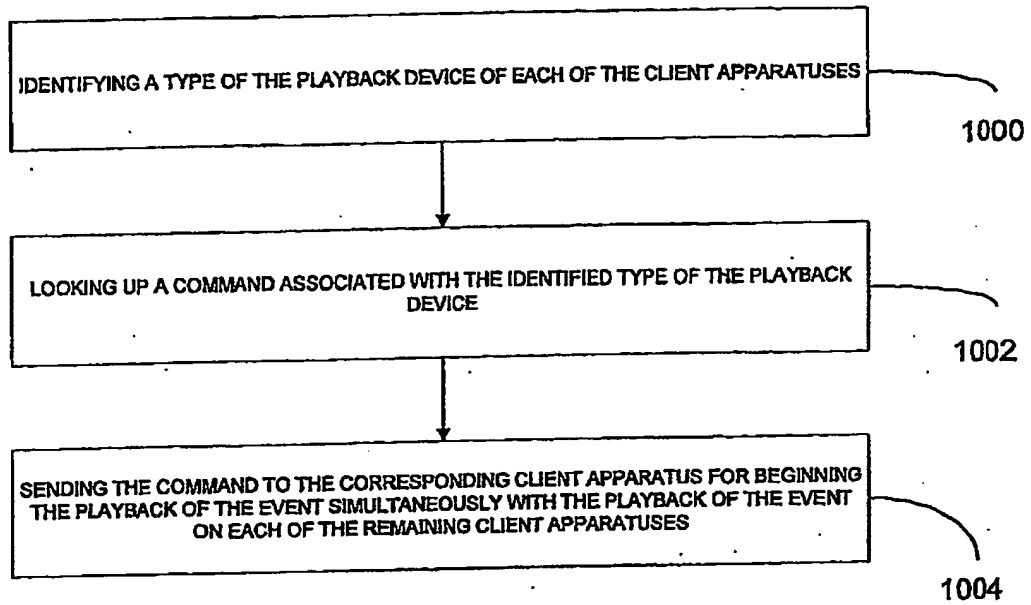 IDENTIFYING A TYPE OF THE PLAYBACK DEVICE OF EACH OF THE CLIENT APPARATUSES
1000
LOOKING UP A COMMAND ASSOCIATED WITH THE IDENTIFIED TYPE OF THE PLAYBACK
DEVICE
1002
SENDING THE COMMAND TO THE CORRESPONDING CLIENT APPARATUS FOR BEGINNING
THE PLAYBACK OF THE EVENT SIMULTANEOUSLY WITH THE PLAYBACK OF THE EVENT
ON EACH OF THE REMAINING CLIENT APPARATUSES
1004